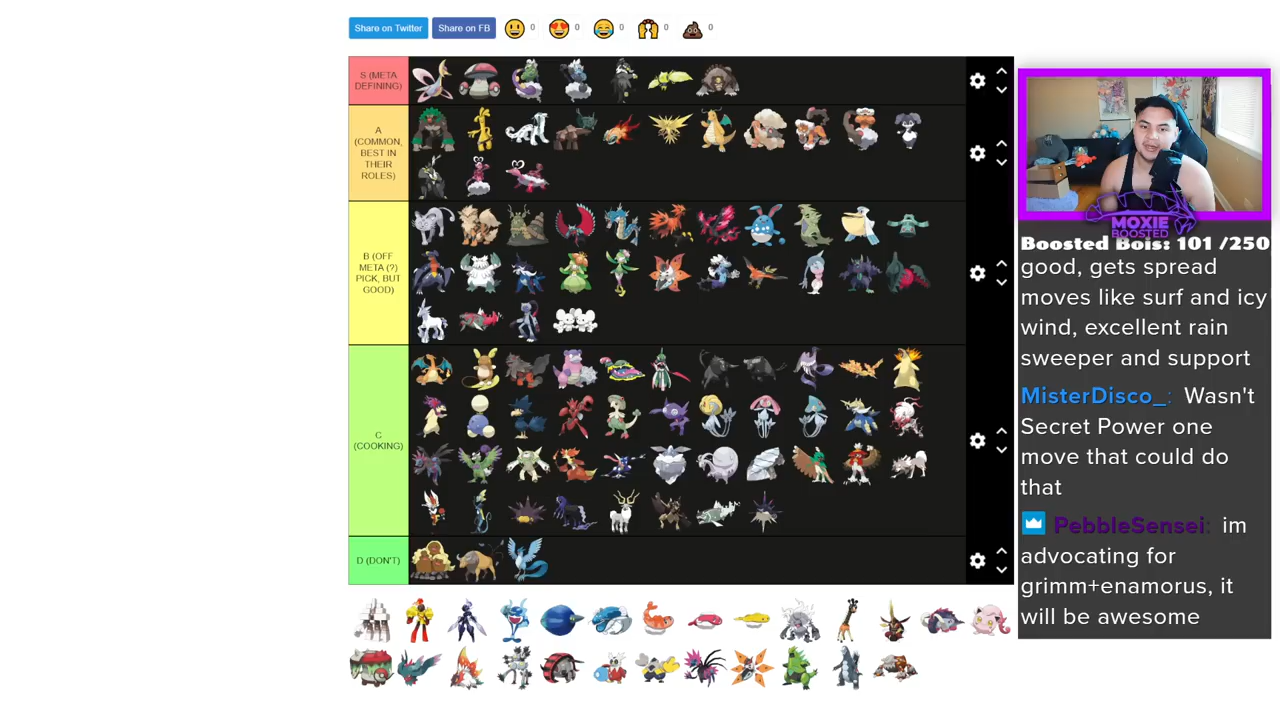 Share on Twitter
Share on FB
0
0
0
0
0
S (META
DEFINING)
A
(COMMON,
BEST IN
THEIR
ROLES)
B (OFF
META (?)
PICK, BUT
GOOD)
C
(COOKING)
D (DON'T)
MOXIE
BOOSTED
Boosted Bois: 101 /250
good, gets spread
moves like surf and icy
wind, excellent rain
sweeper and support
MisterDisco_: Wasn't
Secret Power one
move that could do
that
PebbleSensei: im
advocating for
grimm+enamorus, it
will be awesome